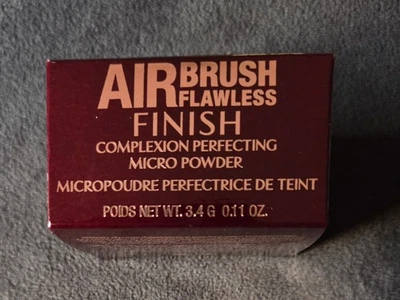 AIRBRUSH
FLAWLESS
FINISH
COMPLEXION PERFECTING
MICRO POWDER
MICROPOUDRE PERFECTRICE DE TEINT
POIDS NET WT. 3.4 G 0.11 OZ.